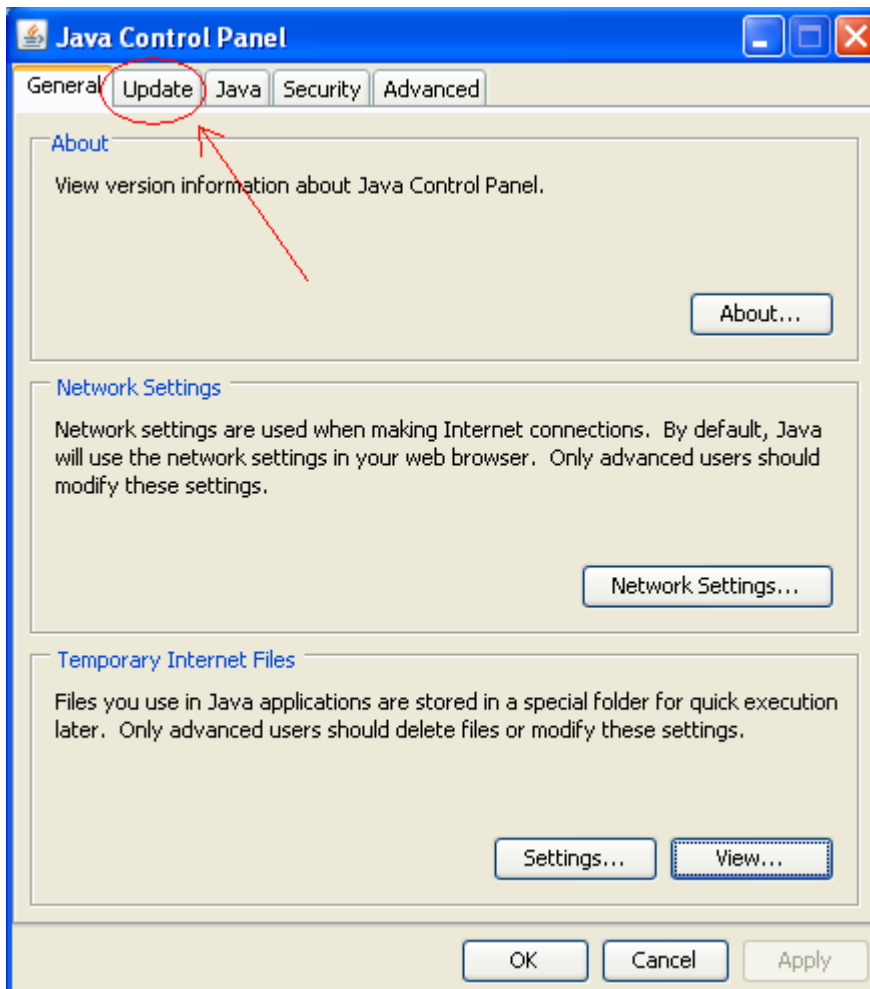 Java Control Panel
General Update Java Security Advanced
About
View version information about Java Control Panel.
About...
Network Settings
Network settings are used when making Internet connections.  By default, Java
will use the network settings in your web browser.  Only advanced users should
modify these settings.
Network Settings...
Temporary Internet Files
Files you use in Java applications are stored in a special folder for quick execution
later.  Only advanced users should delete files or modify these settings.
Settings... View...
OK Cancel Apply